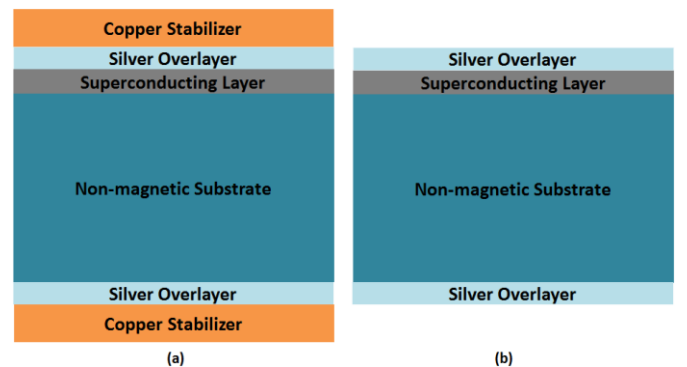 Copper Stabilizer
Silver Overlayer
Superconducting Layer
Non-magnetic Substrate
Silver Overlayer
Copper Stabilizer
(a)
Silver Overlayer
Superconducting Layer
Non-magnetic Substrate
Silver Overlayer
(b)